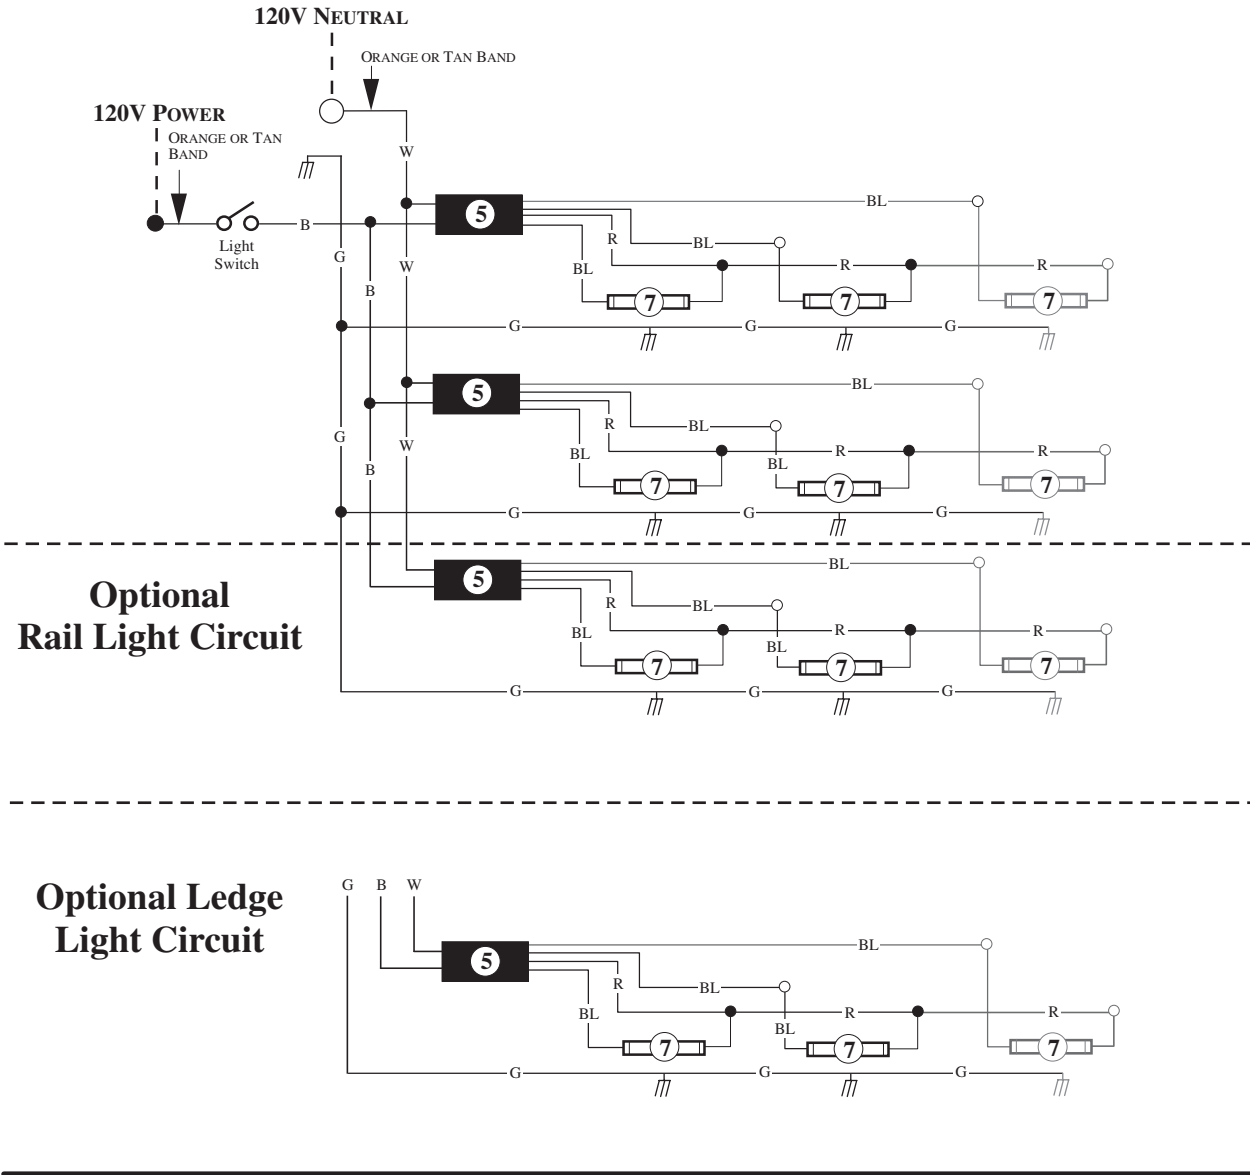 120V NEUTRAL
ORANGE OR TAN BAND
120V POWER
ORANGE OR TAN
BAND
W
5
BL
B
Light
Switch
G
W
R
BL
BL
R
R
B
7
7
7
G
G
G
5
BL
G
W
R
BL
R
R
B
BL
BL
7
7
7
G
G
G
Optional
Rail Light Circuit
5
BL
R
BL
BL
R
R
BL
7
7
7
G
G
G
Optional Ledge
Light Circuit
G B W
5
BL
R
BL
BL
R
R
BL
7
7
7
G
G
G